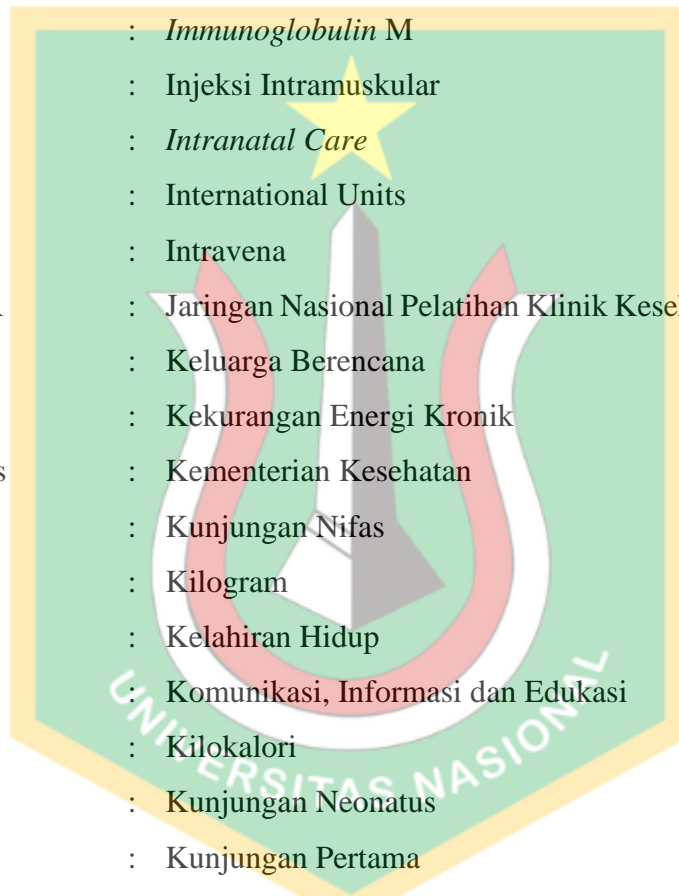 : Immunoglobulin M
: Injeksi Intramuskular
: Intranatal Care
: International Units
: Intravena
: Jaringan Nasional Pelatihan Klinik
: Keluarga Berencana
: Kekurangan Energi Kronik
s : Kementerian Kesehatan
: Kunjungan Nifas
: Kilogram
: Kelahiran Hidup
: Komunikasi, Informasi dan Edukasi
: Kilokalori
: Kunjungan Neonatus
: Kunjungan Pertama
UNIVERSITAS NASIONAL